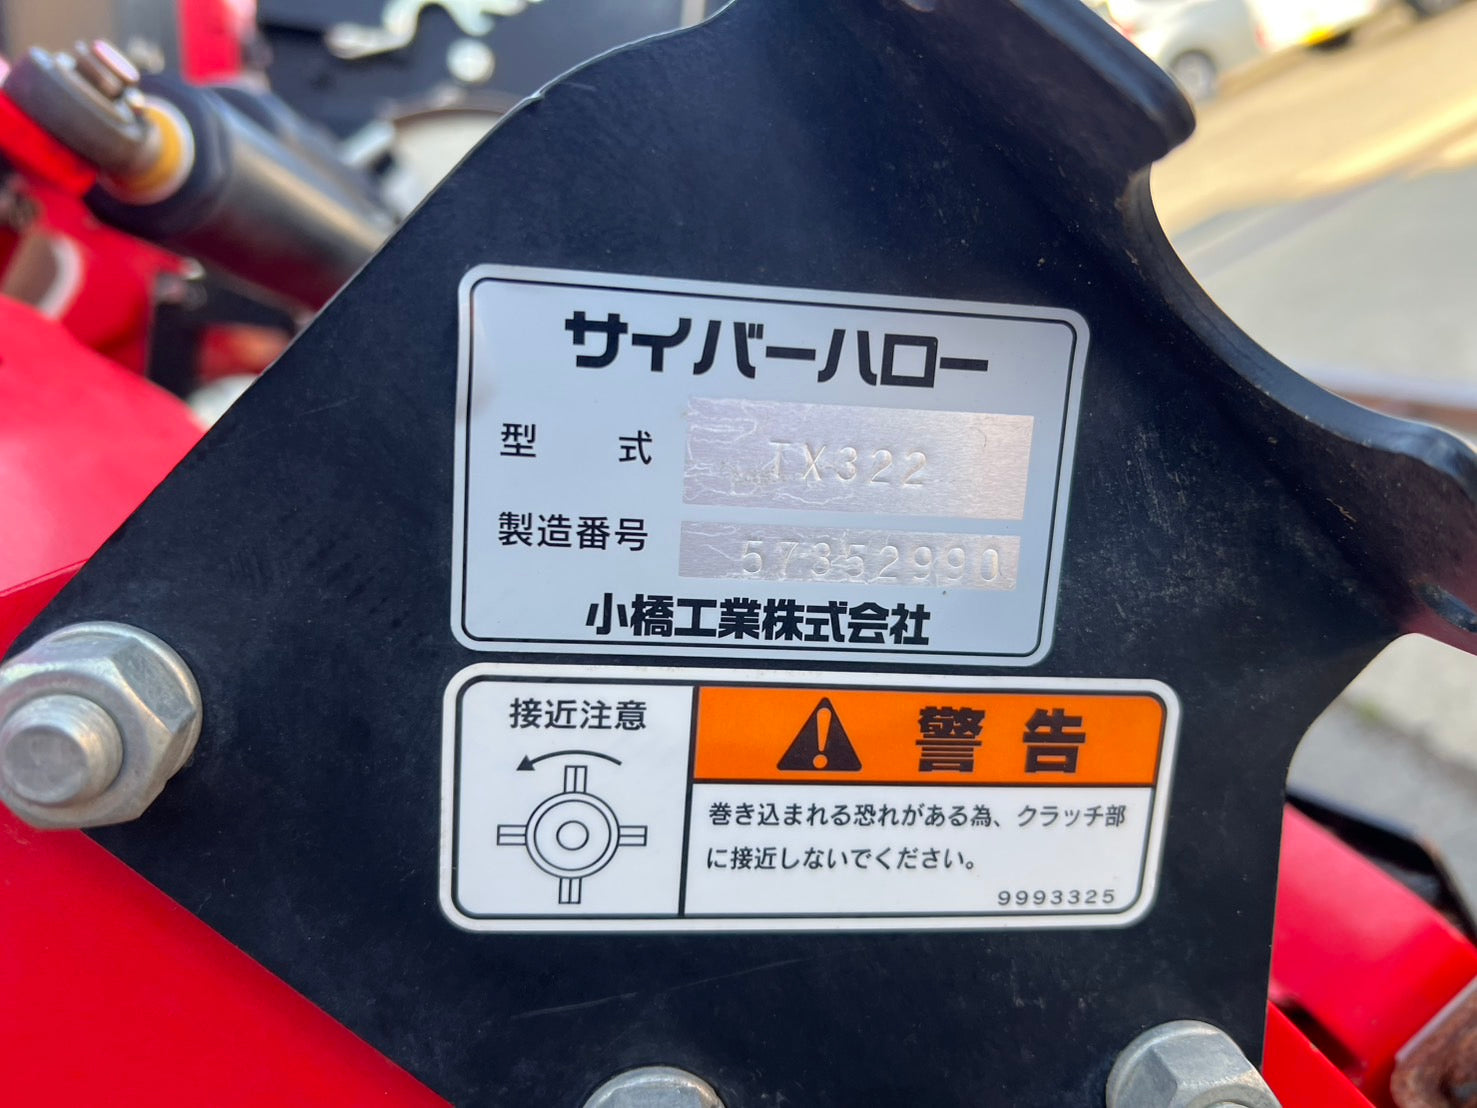 サイバーハロー
型 式 TX322
製造番号 57352990
小橋工業株式会社
接近注意
警告
巻き込まれる恐れがある為、クラッチ部
に接近しないでください。
9993325